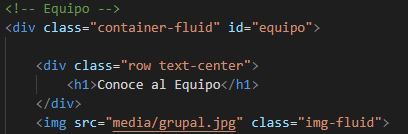 <!-- Equipo -->
<div class="container-fluid" id="equipo">
<div class="row text-center">
<h1>Conoce al Equipo</h1>
</div>
<img src="media/grupal.jpg" class="img-fluid">